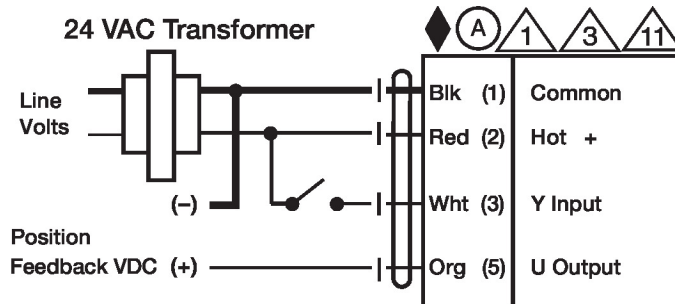 24 VAC Transformer
A 1 3 11
Line
Volts
Blk (1) Common
Red (2) Hot +
(–) Wht (3) Y Input
Position
Feedback VDC (+) Org (5) U Output